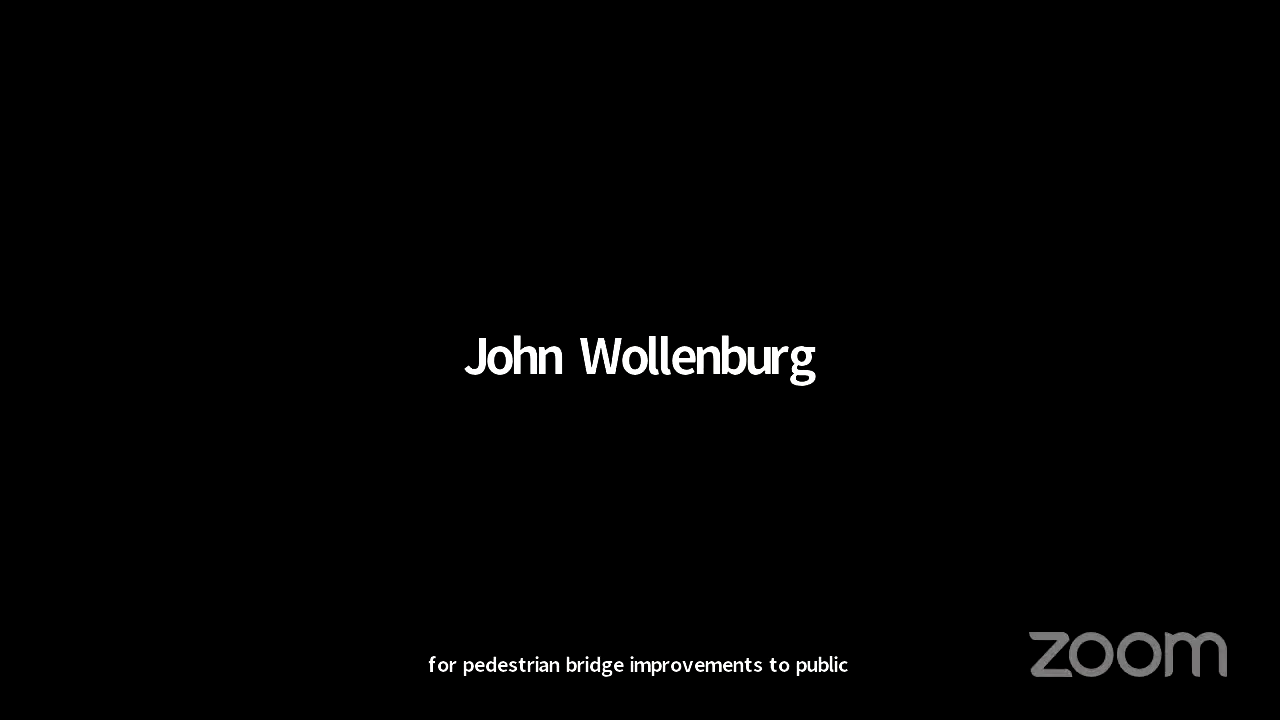 John Wollenburg
for pedestrian bridge improvements to public
zoom